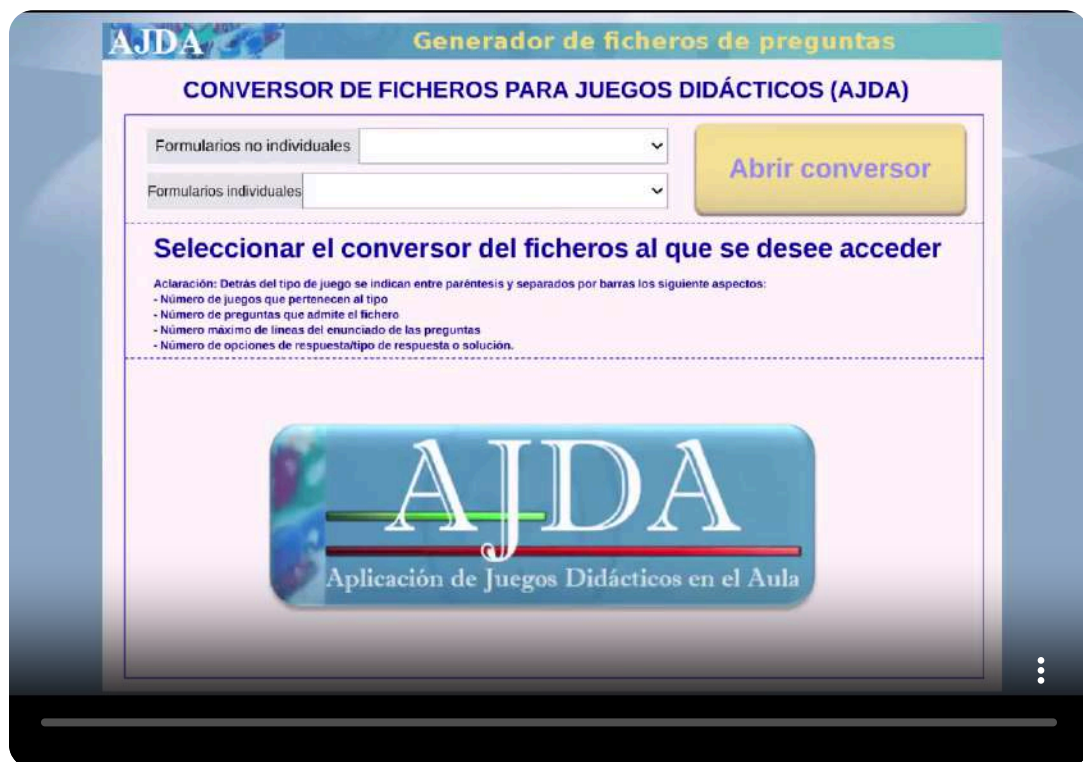 AJDA Generador de ficheros de preguntas
CONVERSOR DE FICHEROS PARA JUEGOS DIDÁCTICOS (AJDA)
Formularios no individuales
Abrir conversor
Formularios individuales
Seleccionar el conversor del ficheros al que se desee acceder
Aclaración: Detrás del tipo de juego se indican entre paréntesis y separados por barras los siguiente aspectos:
- Número de juegos que pertenecen al tipo
- Número de preguntas que admite el fichero
- Número máximo de líneas del enunciado de las preguntas
- Número de opciones de respuesta/tipo de respuesta o solución.
AJDA
Aplicación de Juegos Didácticos en el Aula